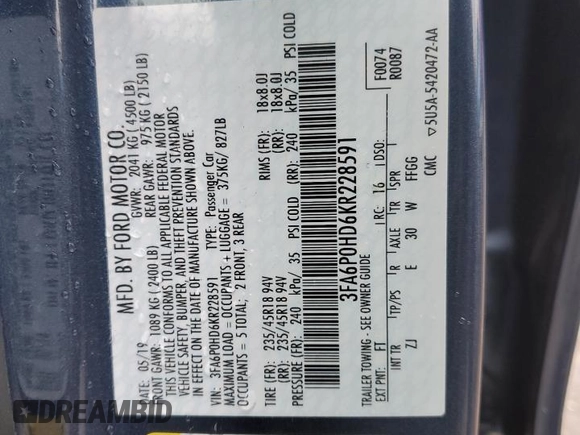 MFD. BY FORD MOTOR CO.
DATE: 05/19 GVWR: 2041 KG ( 4500 LB)
FRONT GAWR: 1089 KG ( 2400 LB) REAR GAWR: 975 KG ( 2150 LB)
THIS VEHICLE CONFORMS TO ALL APPLICABLE FEDERAL MOTOR
VEHICLE SAFETY, BUMPER, AND THEFT PREVENTION STANDARDS
IN EFFECT ON THE DATE OF MANUFACTURE SHOWN ABOVE.
VIN: 3FA6P0HD6KR228591 TYPE: Passenger Car
MAXIMUM LOAD = OCCUPANTS + LUGGAGE = 375KG/ 827LB
OCCUPANTS = 5 TOTAL; 2 FRONT, 3 REAR
TIRE (FR): 235/45R18 94V RIMS (FR): 18x8.0J
(RR): 235/45R18 94V (RR): 18x8.0J
PRESSURE (FR): 240 kPa/ 35 PSI COLD (RR): 240 kPa/ 35 PSI COLD
3FA6P0HD6KR228591
TRAILER TOWING - SEE OWNER GUIDE
EXT PNT: FT RC: 16 DSO: F0074
R0087
INT TR TP/PS R AXLE TR SPR
ZJ E 30 W FFGG
CMC ▽5U5A-5420472-AA
DREAMBID